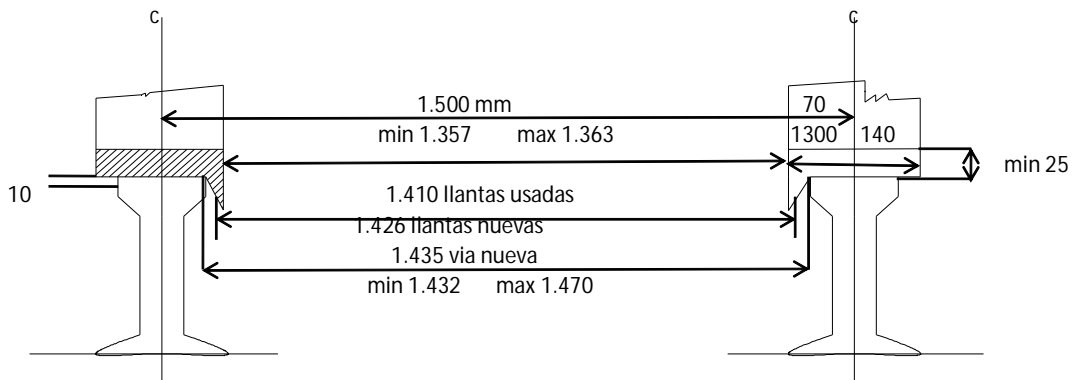 c
c
1.500 mm
70
min 1.357 max 1.363
1300 140
min 25
10
1.410 llantas usadas
1.426 llantas nuevas
1.435 via nueva
min 1.432 max 1.470